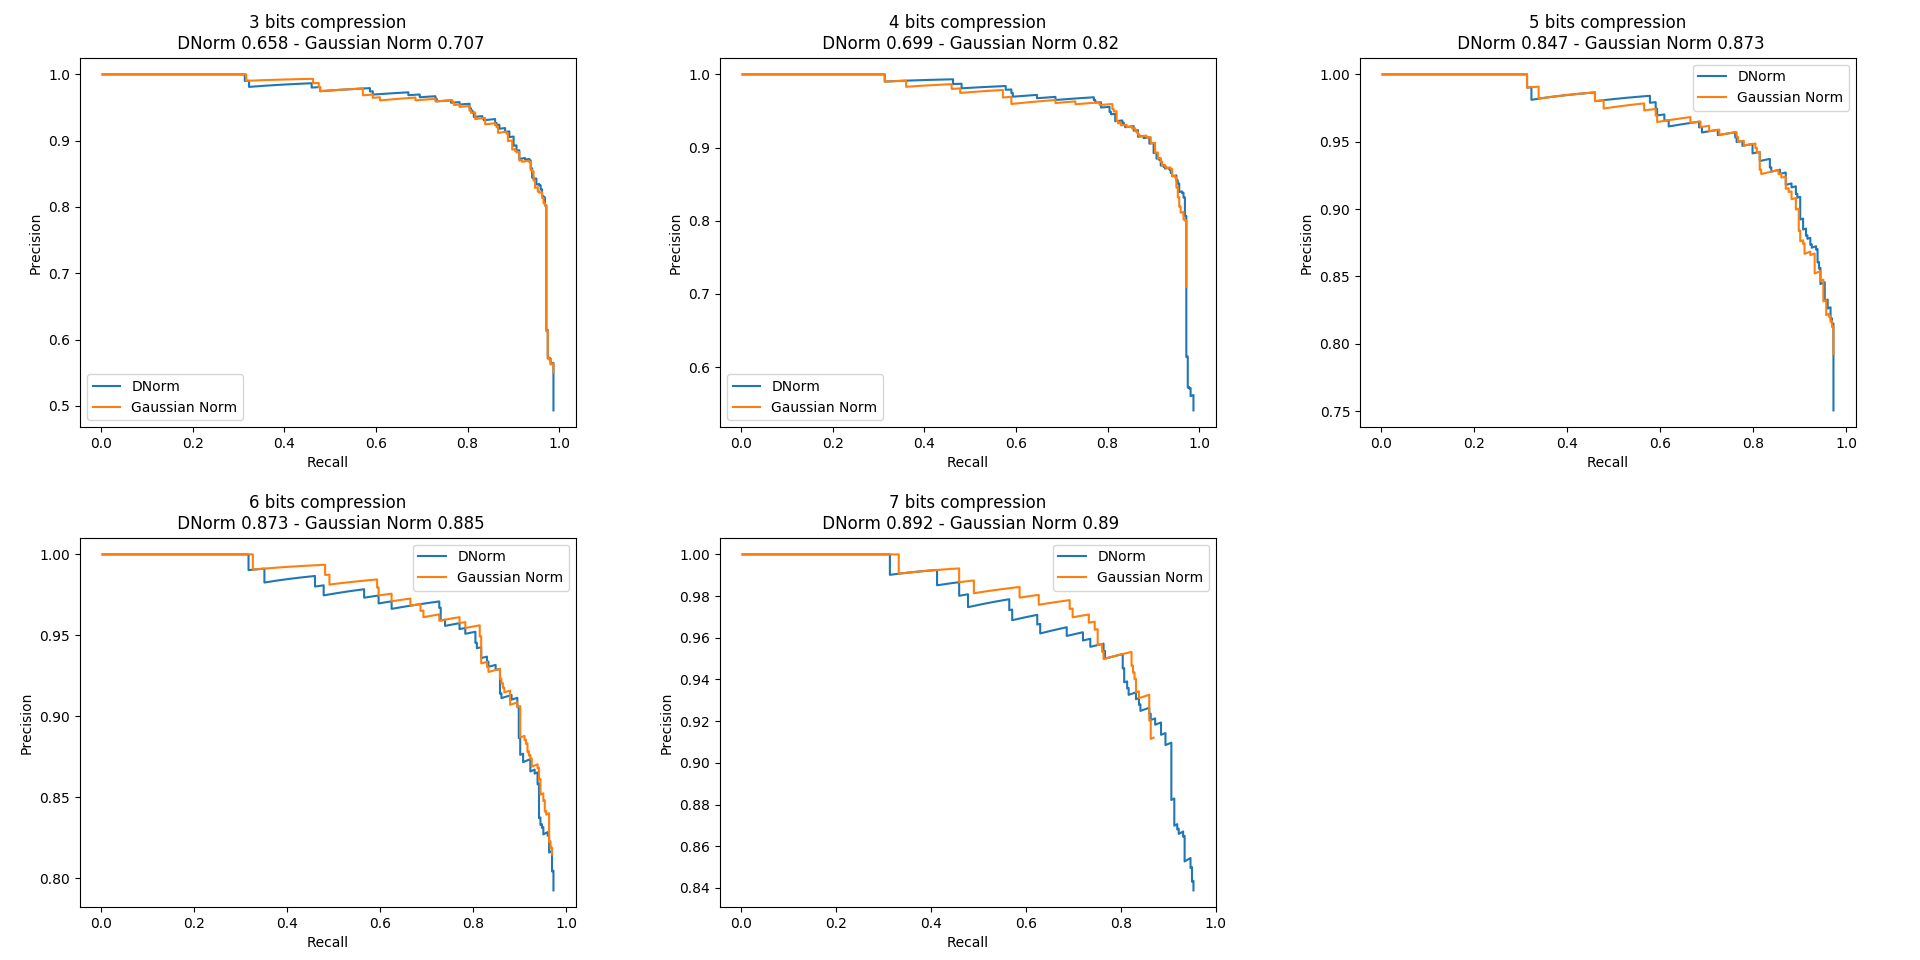 3 bits compression
DNorm 0.658 - Gaussian Norm 0.707
1.0
0.9
0.8
0.7
0.6
0.5
Precision
DNorm
Gaussian Norm
0.0 0.2 0.4 0.6 0.8 1.0
Recall
4 bits compression
DNorm 0.699 - Gaussian Norm 0.82
1.0
0.9
0.8
0.7
0.6
Precision
DNorm
Gaussian Norm
0.0 0.2 0.4 0.6 0.8 1.0
Recall
5 bits compression
DNorm 0.847 - Gaussian Norm 0.873
DNorm
Gaussian Norm
1.00
0.95
0.90
0.85
0.80
0.75
Precision
0.0 0.2 0.4 0.6 0.8 1.0
Recall
6 bits compression
DNorm 0.873 - Gaussian Norm 0.885
DNorm
Gaussian Norm
1.00
0.95
0.90
0.85
0.80
Precision
0.0 0.2 0.4 0.6 0.8 1.0
Recall
7 bits compression
DNorm 0.892 - Gaussian Norm 0.89
DNorm
Gaussian Norm
1.00
0.98
0.96
0.94
0.92
0.90
0.88
0.86
0.84
Precision
0.0 0.2 0.4 0.6 0.8 1.0
Recall